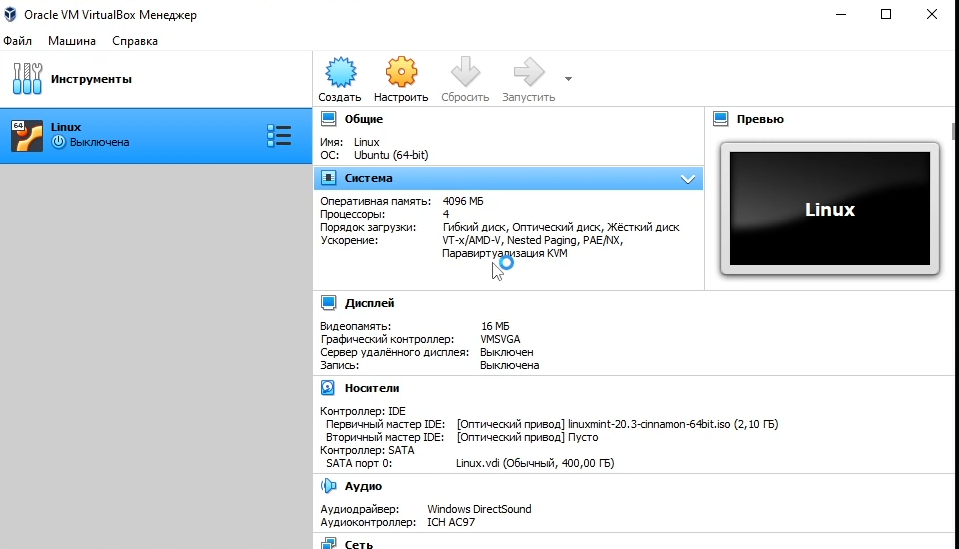 Oracle VM VirtualBox Менеджер
Файл Машина Справка
Инструменты
Создать Настроить Сбросить Запустить
64
Linux
Выключена
Общие
Имя: Linux
ОС: Ubuntu (64-bit)
Система
Оперативная память: 4096 МБ
Процессоры: 4
Порядок загрузки: Гибкий диск, Оптический диск, Жёсткий диск
Ускорение: VT-x/AMD-V, Nested Paging, PAE/NX,
Паравиртуализация KVM
Превью
Linux
Дисплей
Видеопамять: 16 МБ
Графический контроллер: VMSVGA
Сервер удалённого дисплея: Выключен
Запись: Выключена
Носители
Контроллер: IDE
Первичный мастер IDE: [Оптический привод] linuxmint-20.3-cinnamon-64bit.iso (2,10 ГБ)
Вторичный мастер IDE: [Оптический привод] Пусто
Контроллер: SATA
SATA порт 0: Linux.vdi (Обычный, 400,00 ГБ)
Аудио
Аудиодрайвер: Windows DirectSound
Аудиоконтроллер: ICH AC97
Сеть